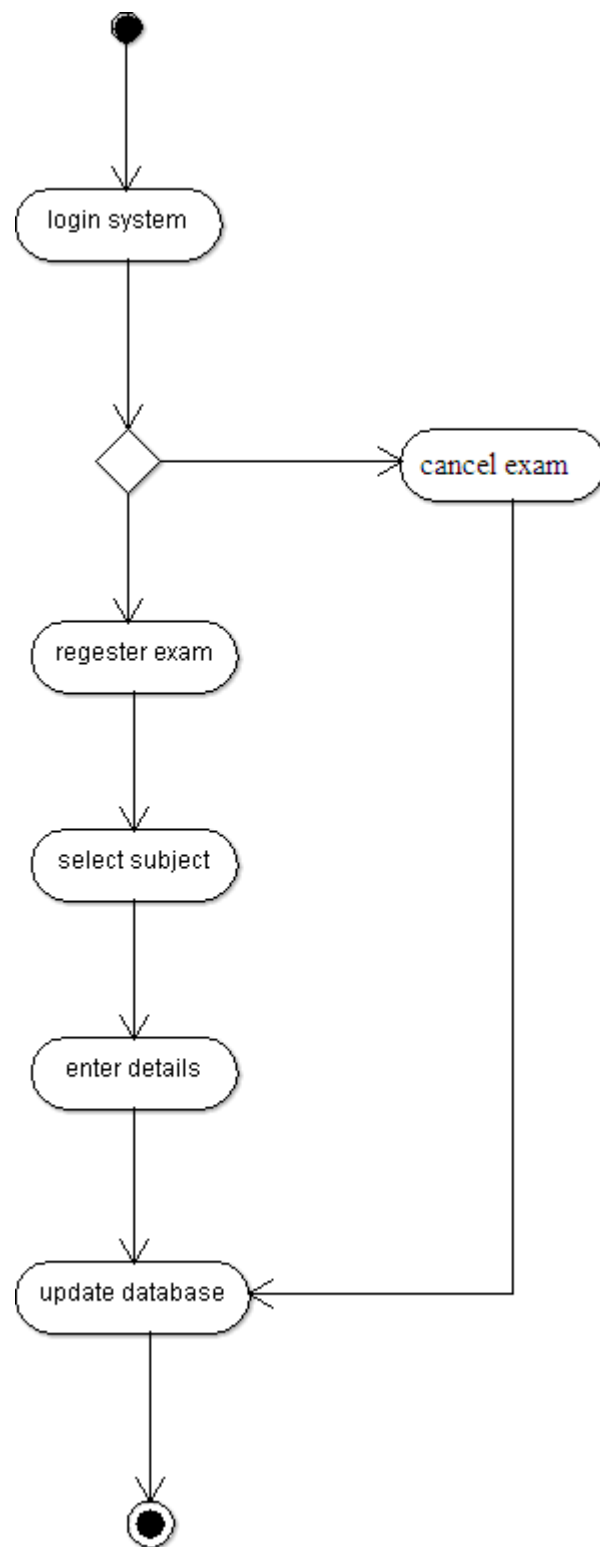 login system
cancel exam
regester exam
select subject
enter details
update database